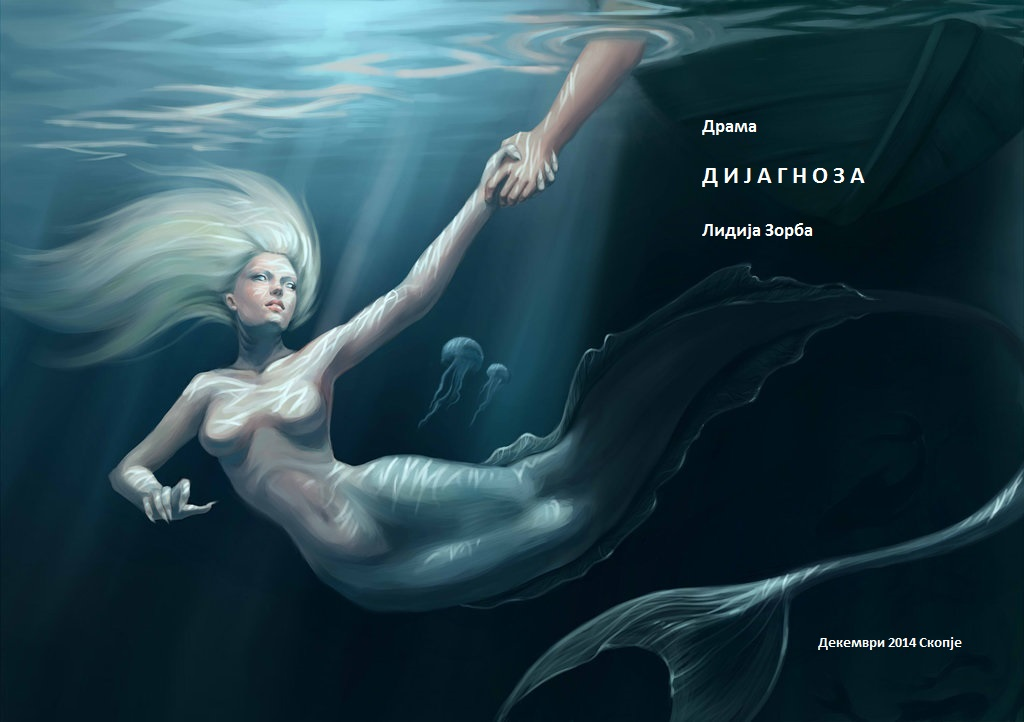 Драма
Д И Ј А Г Н О З А
Лидија Зорба
Декември 2014 Скопје